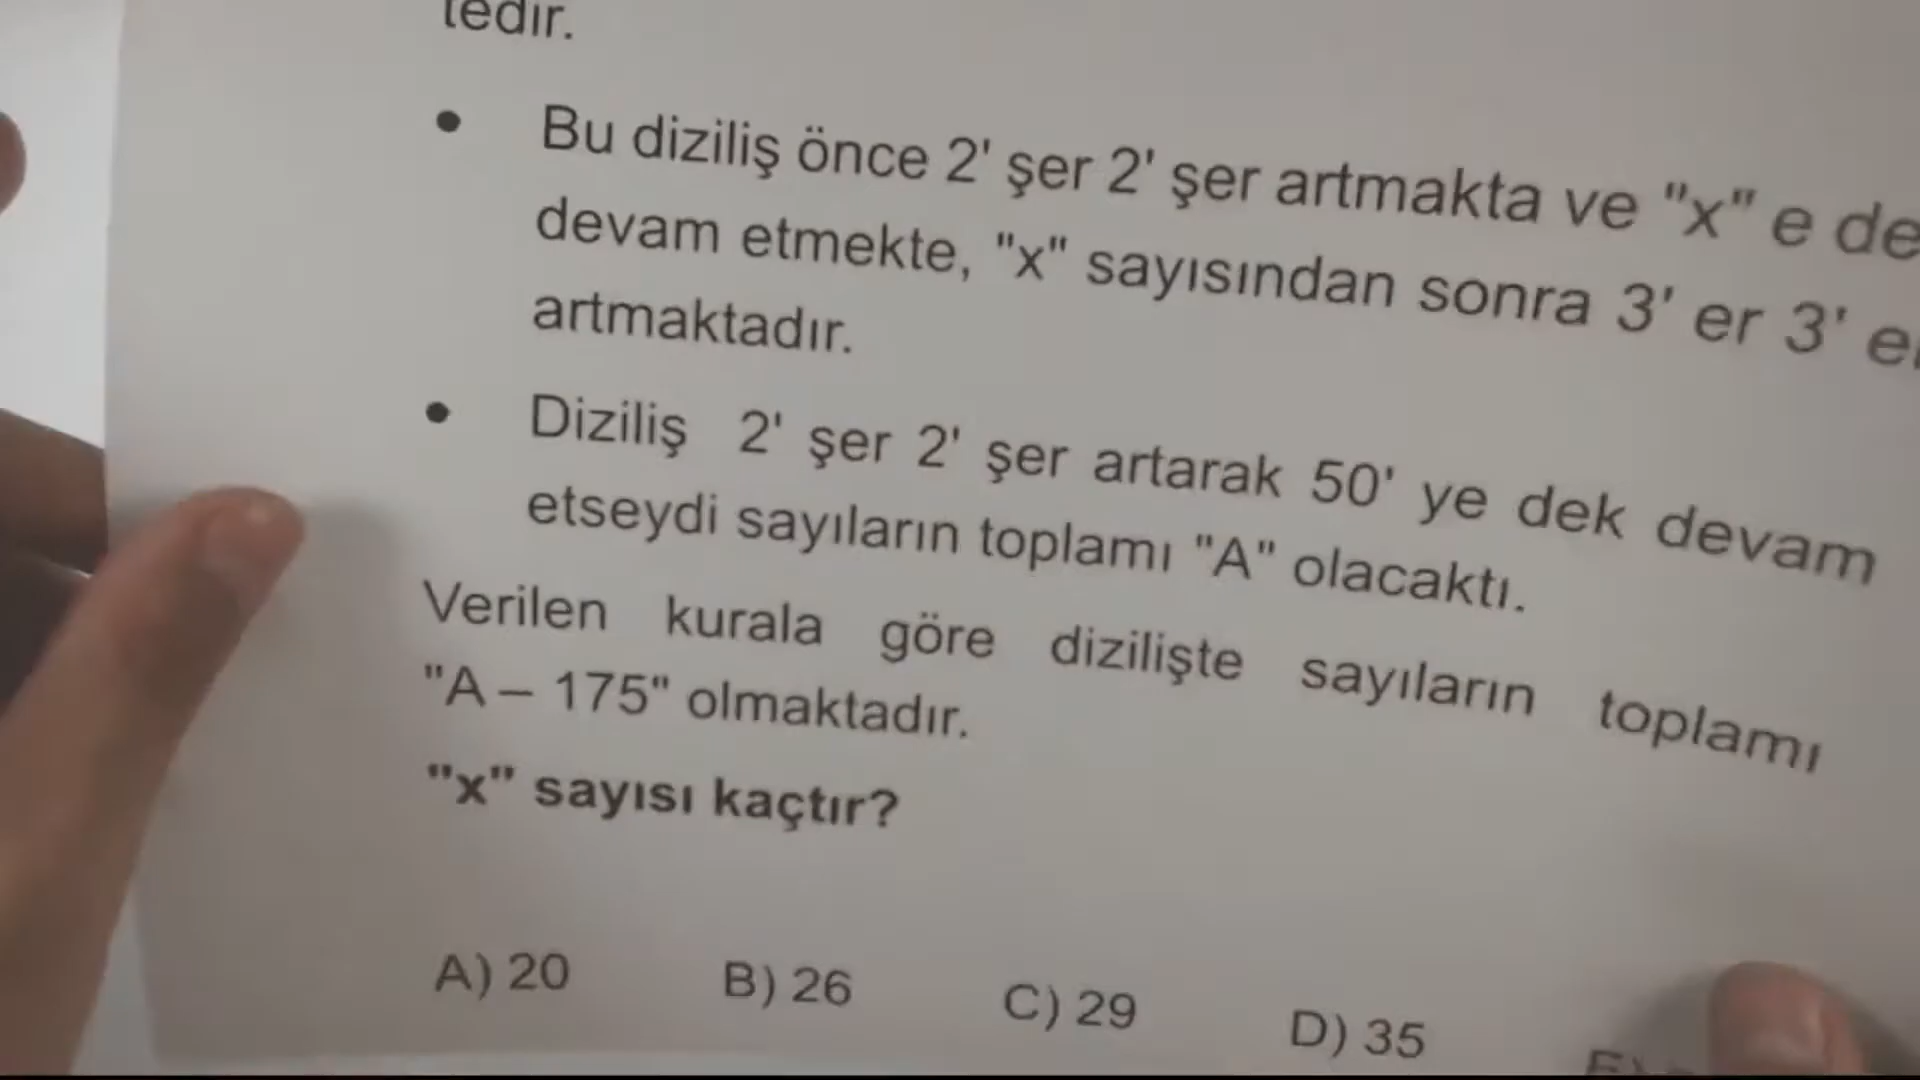 tedir.
• Bu diziliş önce 2' şer 2' şer artmakta ve "x" e
devam etmekte, "x" sayısından sonra 3' er 3'
artmaktadır.
• Diziliş 2' şer 2' şer artarak 50' ye dek devam
etseydi sayıların toplamı "A" olacaktı.
Verilen kurala göre dizilişte sayıların toplamı
"A – 175" olmaktadır.
"x" sayısı kaçtır?
A) 20 B) 26 C) 29 D) 35